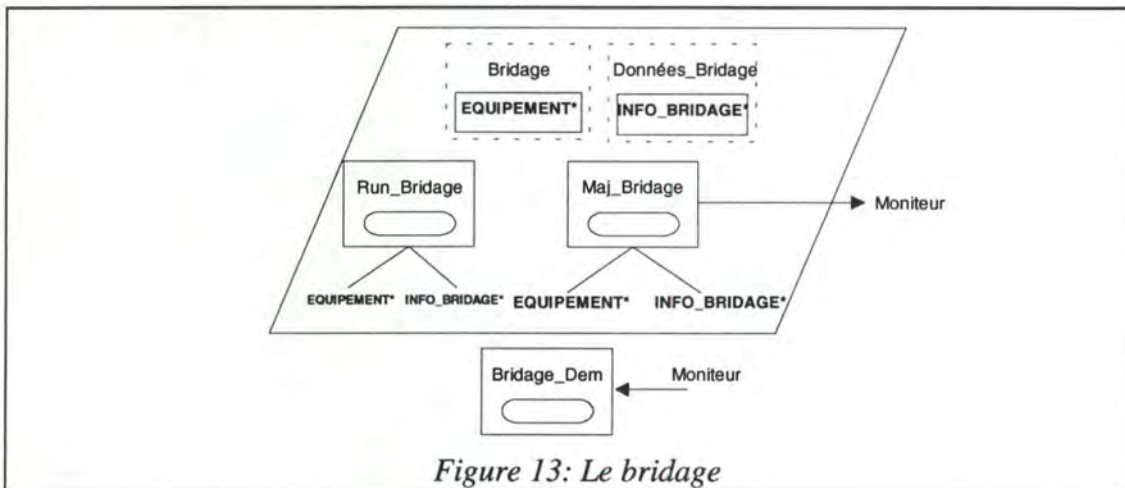 Bridage Données_Bridage
EQUIPEMENT* INFO_BRIDAGE*
Run_Bridage Maj_Bridage
Moniteur
EQUIPEMENT* INFO_BRIDAGE* EQUIPEMENT* INFO_BRIDAGE*
Bridage_Dem Moniteur
Figure 13: Le bridage